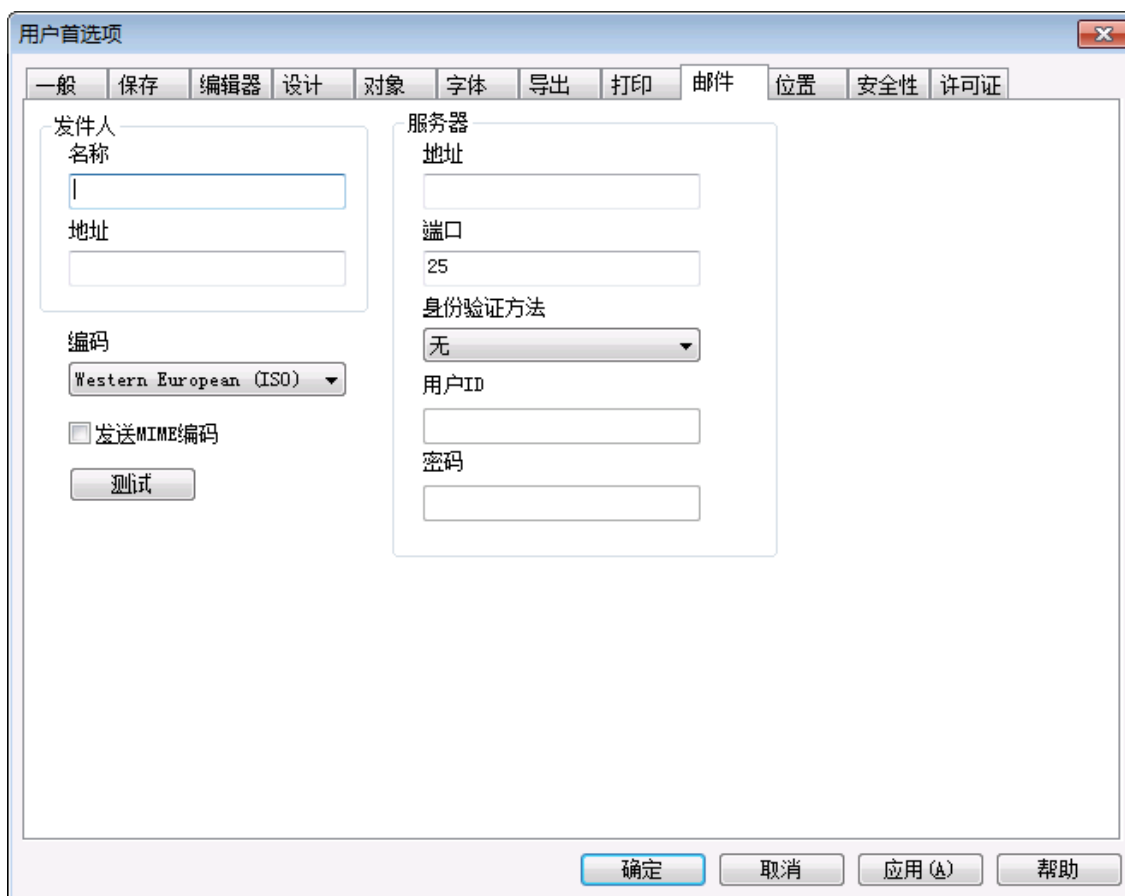 用户首选项
一般 保存 编辑器 设计 对象 字体 导出 打印 邮件 位置 安全性 许可证
发件人
名称
地址
编码
Western European (ISO)
发送MIME编码
测试
服务器
地址
端口
25
身份验证方法
无
用户ID
密码
确定 取消 应用(A) 帮助